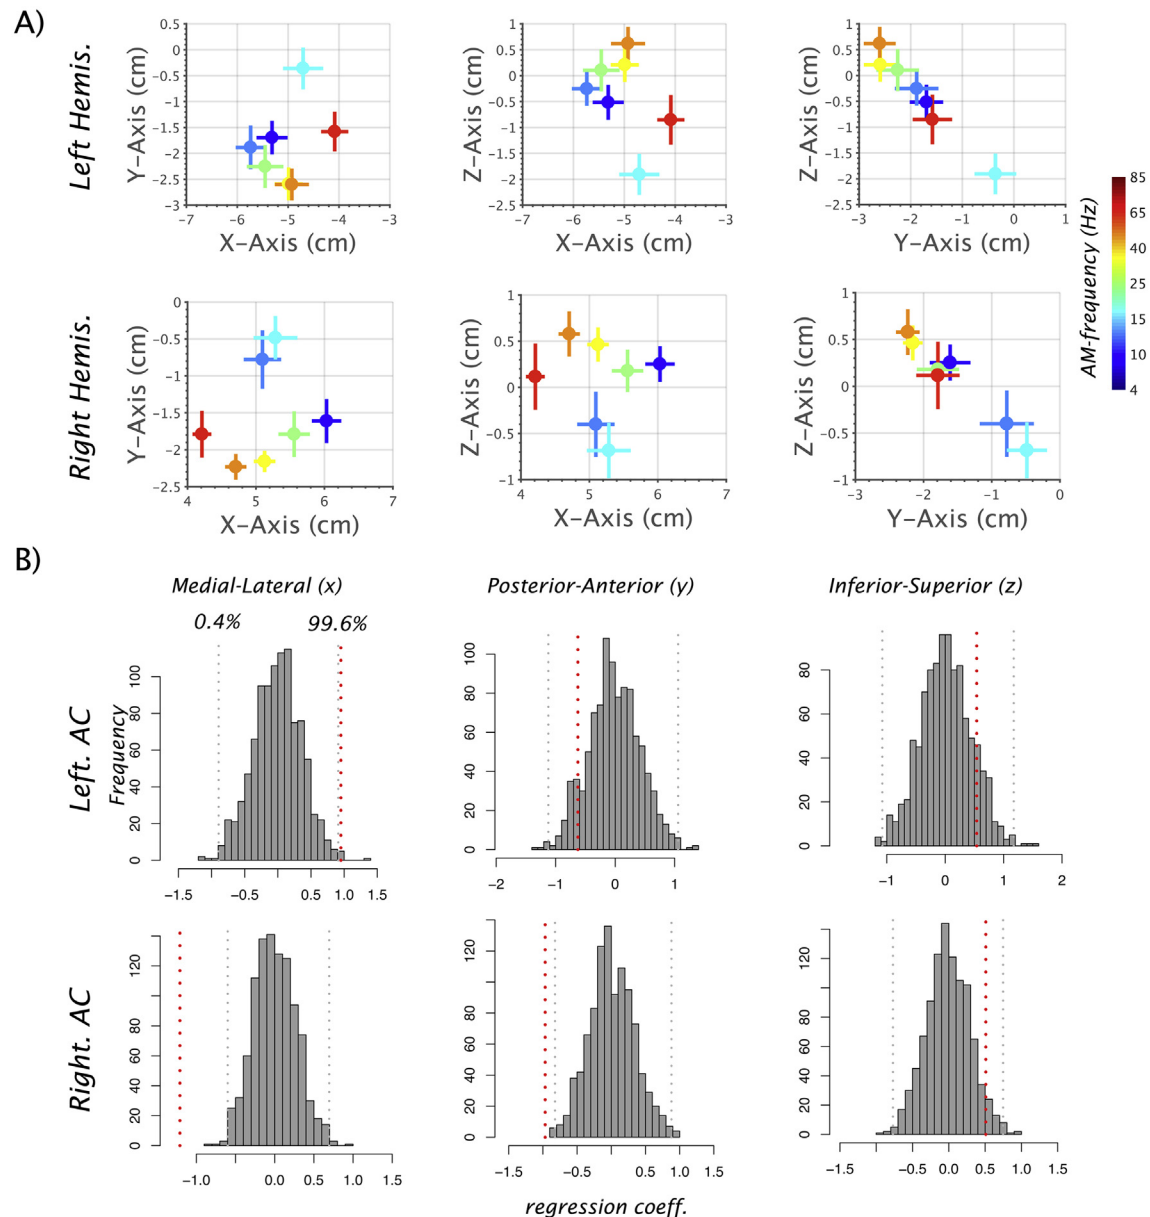 A)
Left Hemis.
Y-Axis (cm)
0.5
0
-0.5
-1
-1.5
-2
-2.5
-3
-7 -6 -5 -4 -3
X-Axis (cm)
Z-Axis (cm)
1
0.5
0
-0.5
-1
-1.5
-2
-2.5
-7 -6 -5 -4 -3
X-Axis (cm)
Z-Axis (cm)
1
0.5
0
-0.5
-1
-1.5
-2
-2.5
-3 -2 -1 0 1
Y-Axis (cm)
AM-frequency (Hz)
85
65
40
25
15
10
4
Right Hemis.
Y-Axis (cm)
0
-0.5
-1
-1.5
-2
-2.5
4 5 6 7
X-Axis (cm)
Z-Axis (cm)
1
0.5
0
-0.5
-1
4 5 6 7
X-Axis (cm)
Z-Axis (cm)
1
0.5
0
-0.5
-1
-3 -2 -1 0
Y-Axis (cm)
B)
Medial-Lateral (x) Posterior-Anterior (y) Inferior-Superior (z)
0.4% 99.6%
Left. AC
Frequency
100
80
60
40
20
0
-1.5 -0.5 0.5 1.0 1.5
100
80
60
40
20
0
-2 -1 0 1
80
60
40
20
0
-1 0 1 2
Right. AC
120
80
60
40
20
0
-1.0 0.0 0.5 1.0 1.5
120
80
60
40
20
0
-1.5 -0.5 0.5 1.0 1.5
120
80
60
40
20
0
-1.5 -0.5 0.0 0.5 1.0 1.5
regression coeff.